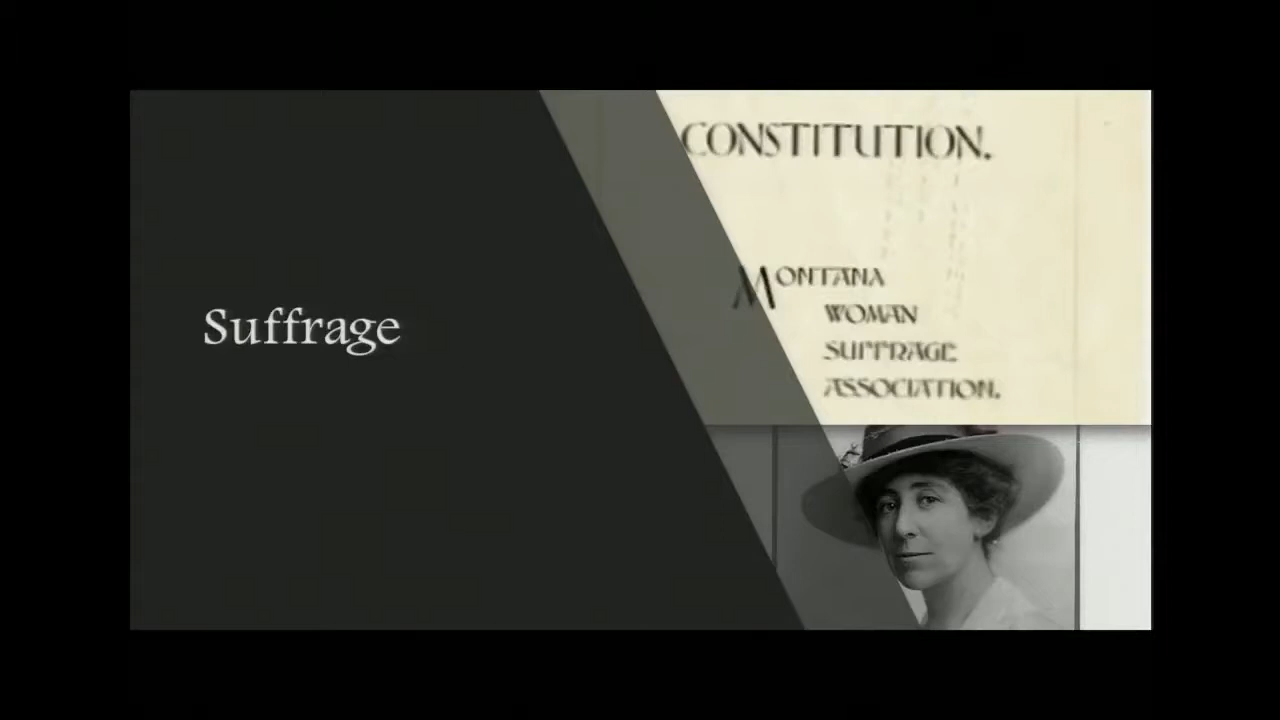 Suffrage
CONSTITUTION.
MONTANA
WOMAN
SUFFRAGE
ASSOCIATION.